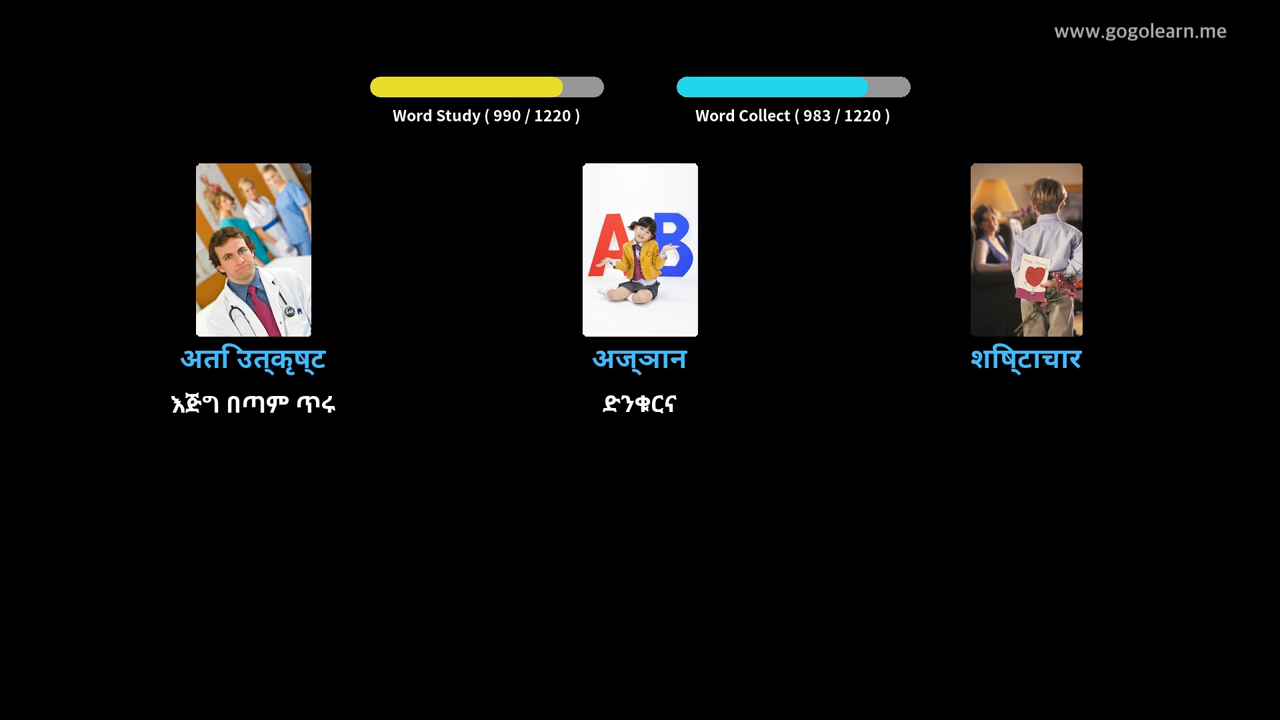 www.gogolearn.me
Word Study ( 990 / 1220 )
Word Collect ( 983 / 1220 )
A B
अति उत्कृष्ट
अज्ञान
शिष्टाचार
እጅግ በጣም ጥሩ
ድንቁርና